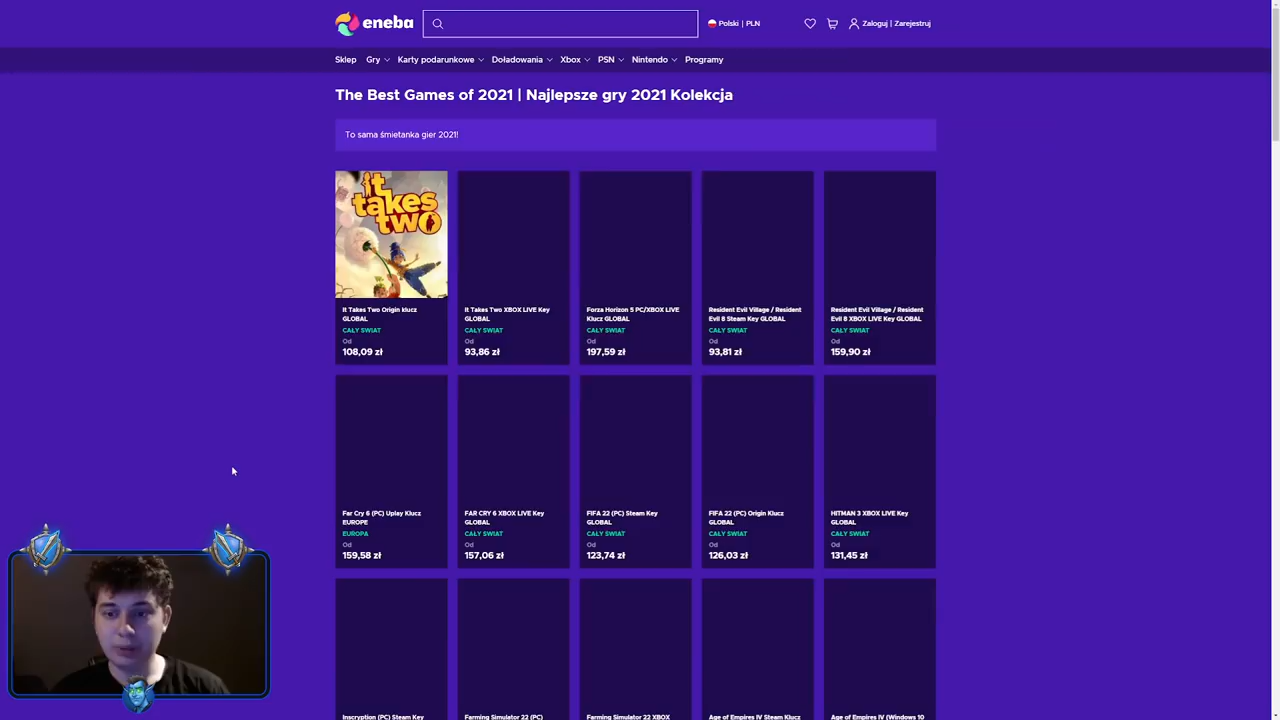 eneba
Polski | PLN
Zaloguj | Zarejestruj
Sklep
Gry
Karty podarunkowe
Doładowania
Xbox
PSN
Nintendo
Programy
The Best Games of 2021 | Najlepsze gry 2021 Kolekcja
To sama śmietanka gier 2021!
it
takes
two
It Takes Two Origin klucz
GLOBAL
CAŁY ŚWIAT
Od
108,09 zł
It Takes Two XBOX LIVE Key
GLOBAL
CAŁY ŚWIAT
Od
93,86 zł
Forza Horizon 5 PC/XBOX LIVE
Klucz GLOBAL
CAŁY ŚWIAT
Od
197,59 zł
Resident Evil Village / Resident
Evil 8 Steam Key GLOBAL
CAŁY ŚWIAT
Od
93,81 zł
Resident Evil Village / Resident
Evil 8 XBOX LIVE Key GLOBAL
CAŁY ŚWIAT
Od
159,90 zł
Far Cry 6 (PC) Uplay Klucz
EUROPE
EUROPA
Od
159,58 zł
FAR CRY 6 XBOX LIVE Key
GLOBAL
CAŁY ŚWIAT
Od
157,06 zł
FIFA 22 (PC) Steam Key
GLOBAL
CAŁY ŚWIAT
Od
123,74 zł
FIFA 22 (PC) Origin Klucz
GLOBAL
CAŁY ŚWIAT
Od
126,03 zł
HITMAN 3 XBOX LIVE Key
GLOBAL
CAŁY ŚWIAT
Od
131,45 zł
Inscryption (PC) Steam Key
Farming Simulator 22 (PC)
Farming Simulator 22 XBOX
Age of Empires IV Steam Klucz
Age of Empires IV (Windows 10